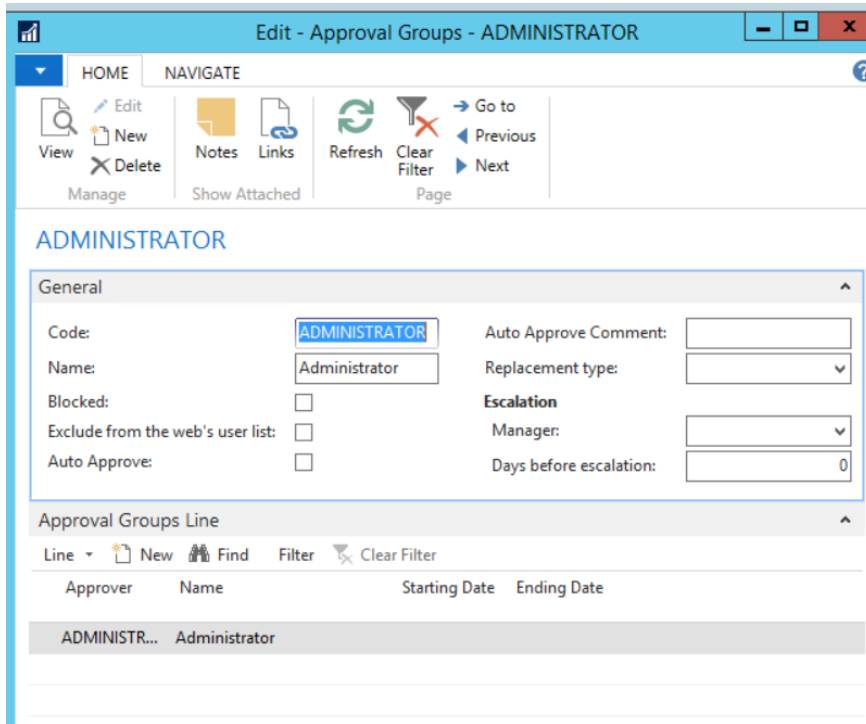 Edit - Approval Groups - ADMINISTRATOR
HOME NAVIGATE
View
Edit
New
Delete
Manage
Notes
Links
Show Attached
Refresh
Clear
Filter
Go to
Previous
Next
Page
ADMINISTRATOR
General
Code: ADMINISTRATOR
Name: Administrator
Blocked:
Exclude from the web's user list:
Auto Approve:
Auto Approve Comment:
Replacement type:
Escalation
Manager:
Days before escalation: 0
Approval Groups Line
Line New Find Filter Clear Filter
Approver Name Starting Date Ending Date
ADMINISTR... Administrator